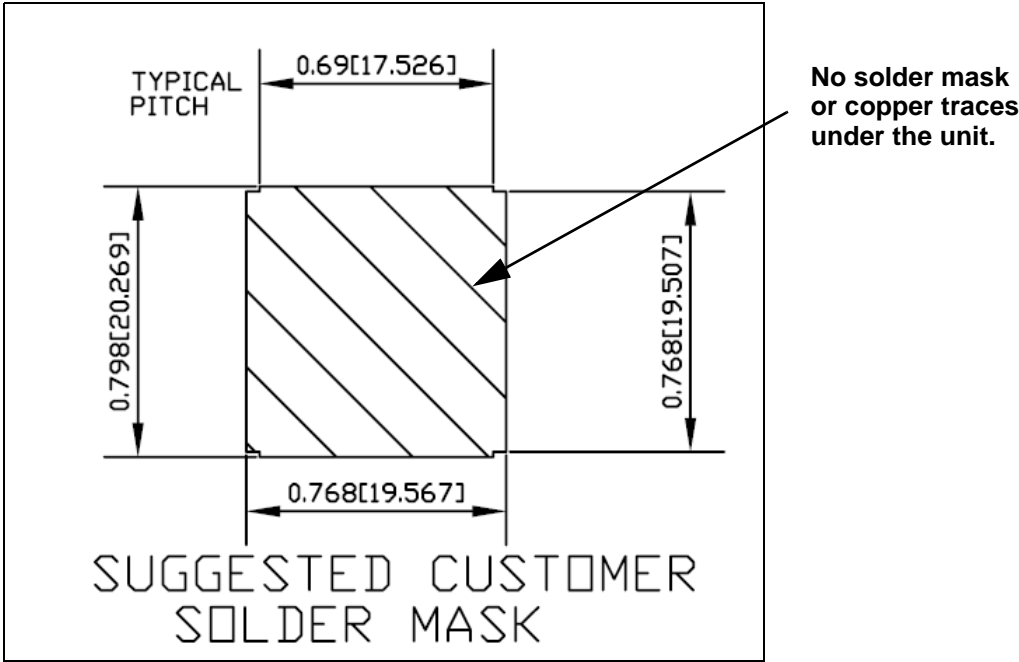 0.69[17.526]
TYPICAL
PITCH
No solder mask
or copper traces
under the unit.
0.798[20.269]
0.768[19.507]
0.768[19.567]
SUGGESTED CUSTOMER
SOLDER MASK